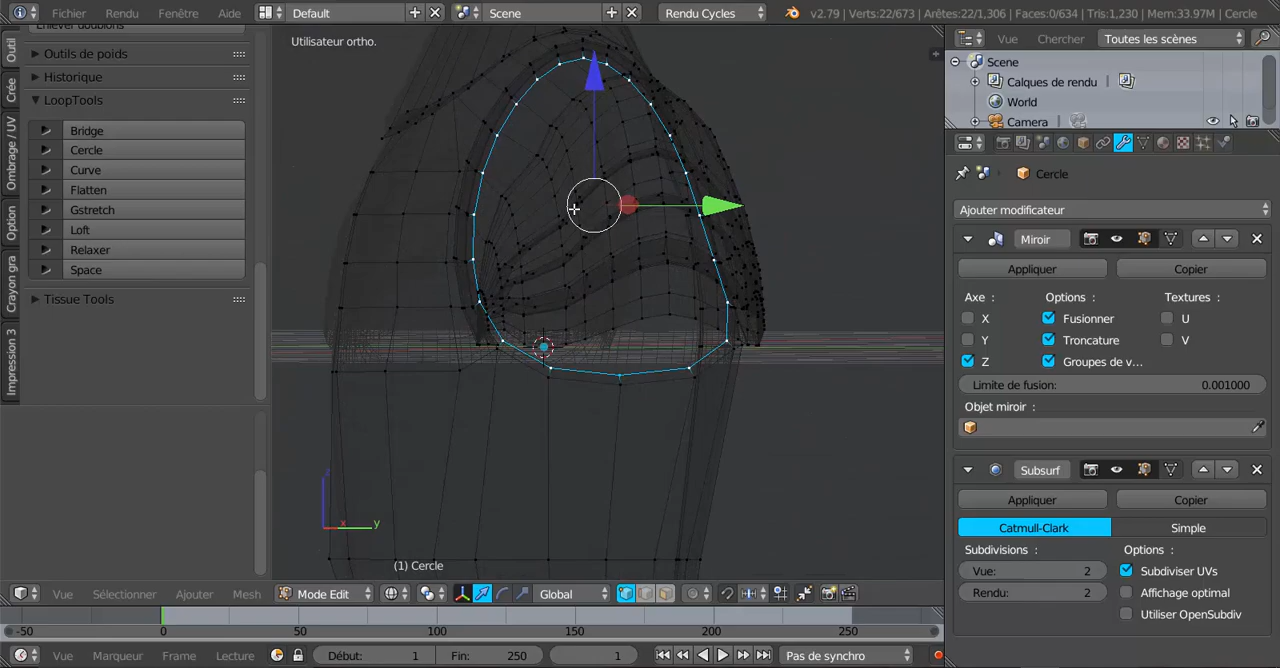 Fichier Rendu Fenêtre Aide Default Scene Rendu Cycles v2.79 | Verts:22/673 | Arêtes:22/1,306 | Faces:0/634 | Tris:1,230 | Mem:33.97M | Cercle
Utilisateur ortho.
Outils de poids
Historique
LoopTools
Bridge
Cercle
Curve
Flatten
Gstretch
Loft
Relaxer
Space
Tissue Tools
Outil
Crée
Ombrage / UV
Option
Crayon gra
Impression 3
z
x y
(1) Cercle
Vue Chercher Toutes les scènes
Scene
Calques de rendu |
World
Camera
Cercle
Ajouter modificateur
Miroir
Appliquer Copier
Axe : Options : Textures :
X Fusionner U
Y Troncature V
Z Groupes de v...
Limite de fusion: 0.001000
Objet miroir :
Subsurf
Appliquer Copier
Catmull-Clark Simple
Subdivisions : Options :
Vue: 2 Subdiviser UVs
Rendu: 2 Affichage optimal
Utiliser OpenSubdiv
Vue Sélectionner Ajouter Mesh Mode Edit Global
-50 0 50 100 150 200 250
Vue Marqueur Frame Lecture Début: 1 Fin: 250 1 Pas de synchro